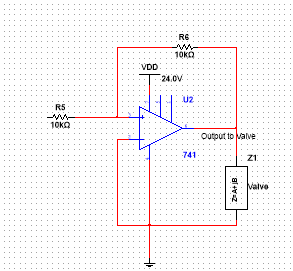 R6
10kΩ
VDD
24.0V
U2
R5
10kΩ
Output to Valve
741
Z1
Z=A+jB
Valve